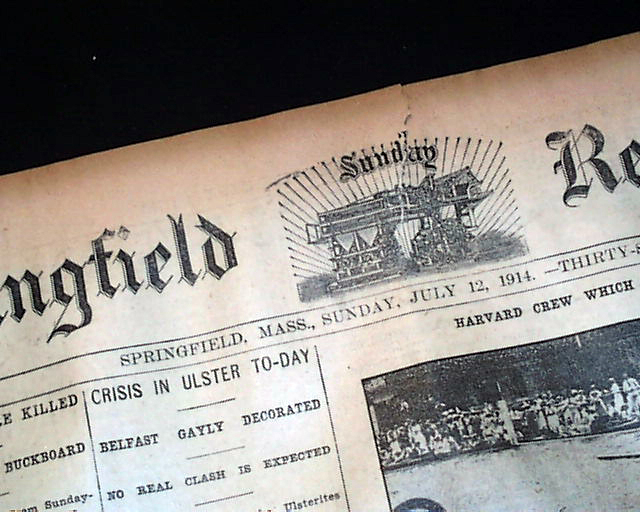 Sunday
ngfield
SPRINGFIELD, MASS., SUNDAY, JULY 12, 1914. —THIRTY-
HARVARD CREW WHICH
E KILLED
BUCKBOARD
Sunday-
CRISIS IN ULSTER TO-DAY
BELFAST GAYLY DECORATED
NO REAL CLASH IS EXPECTED
Ulsterites